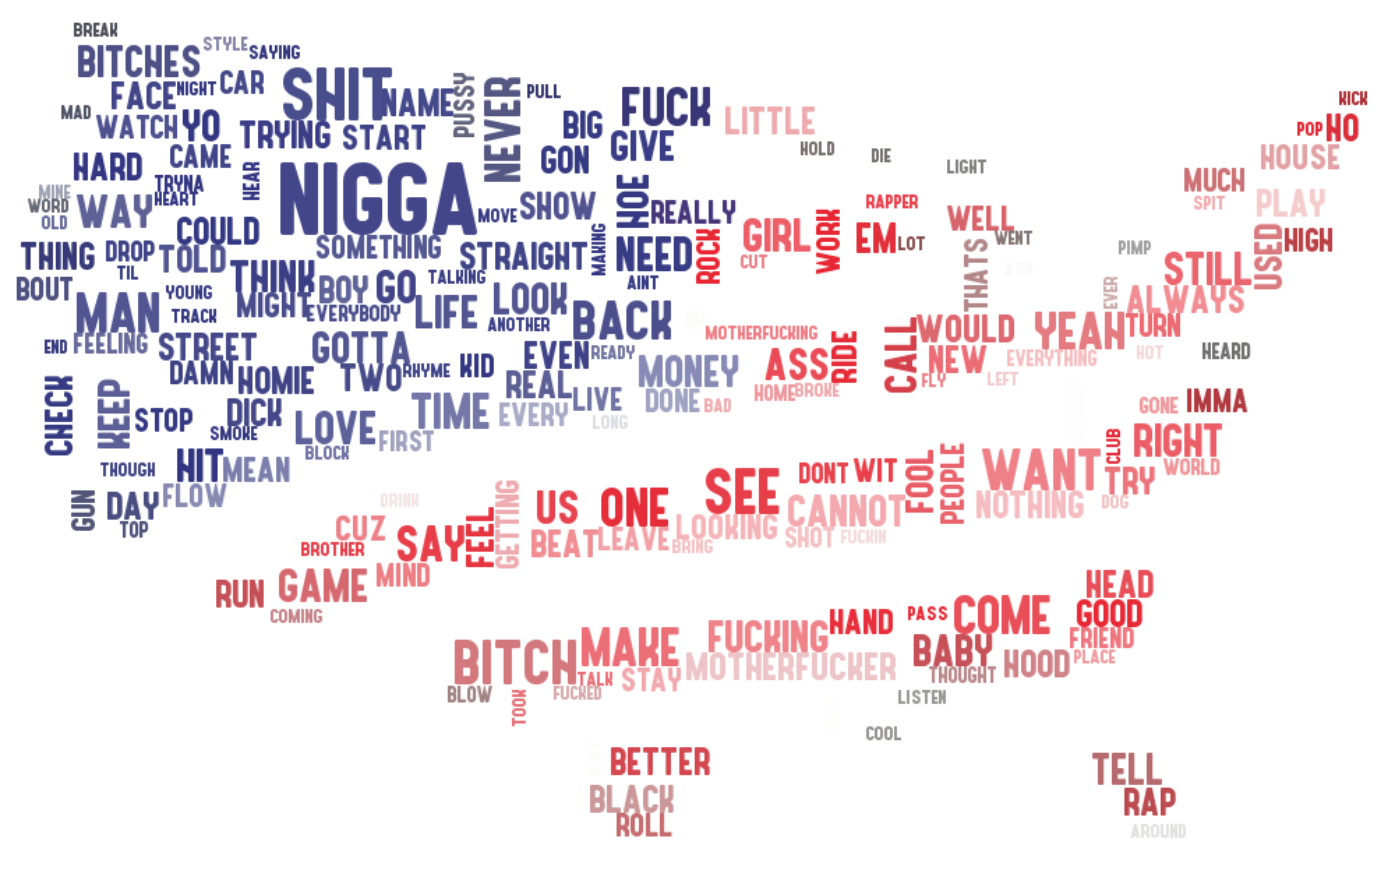 BREAK
BITCHES
STYLE
SAYING
FACE
NIGHT
CAR
SHIT
NAME
PUSSY
NEVER
PULL
FUCK
KICK
MAD
WATCH
YO
TRYING
START
BIG
GIVE
LITTLE
POP
HO
HARD
CAME
HEAR
GON
HOLD
DIE
LIGHT
HOUSE
TRYNA
HEART
MINE
WORD
OLD
WAY
NIGGA
MOVE
SHOW
HOE
REALLY
RAPPER
MUCH
SPIT
PLAY
COULD
SOMETHING
STRAIGHT
MAKING
NEED
ROCK
GIRL
CUT
WORK
EM
LOT
WELL
WENT
THATS
PIMP
USED
HIGH
THING
DROP
TIL
TOLD
THINK
TALKING
AINT
ASK
STILL
BOUT
YOUNG
TRACK
MIGHT
BOY
GO
EVERYBODY
LIFE
LOOK
ANOTHER
BACK
EVER
ALWAYS
MAN
END
FEELING
STREET
GOTTA
EVEN
READY
MOTHERFUCKING
RIDE
CALL
WOULD
YEAH
TURN
HOT
HEARD
DAMN
HOMIE
TWO
RHYME
KID
REAL
LIVE
MONEY
ASS
NEW
FLY
EVERYTHING
LEFT
CHECK
KEEP
STOP
DICK
SMOKE
LOVE
BLOCK
FIRST
TIME
EVERY
LONG
DONE
BAD
HOME
BROKE
GONE
IMMA
THOUGH
HIT
MEAN
CLUB
RIGHT
WORLD
GUN
DAY
TOP
FLOW
DRINK
GETTING
US
ONE
SEE
DONT
WIT
FOOL
PEOPLE
WANT
TRY
CUZ
BROTHER
SAY
FEEL
BEAT
LEAVE
LOOKING
BRING
CANNOT
SHOT
FUCKIN
NOTHING
DOG
RUN
GAME
MIND
COMING
HEAD
BITCH
MAKE
FUCKING
HAND
PASS
COME
GOOD
FRIEND
PLACE
BLOW
TOOK
TALK
FUCKED
STAY
MOTHERFUCKER
BABY
THOUGHT
HOOD
LISTEN
COOL
BETTER
BLACK
ROLL
TELL
RAP
AROUND